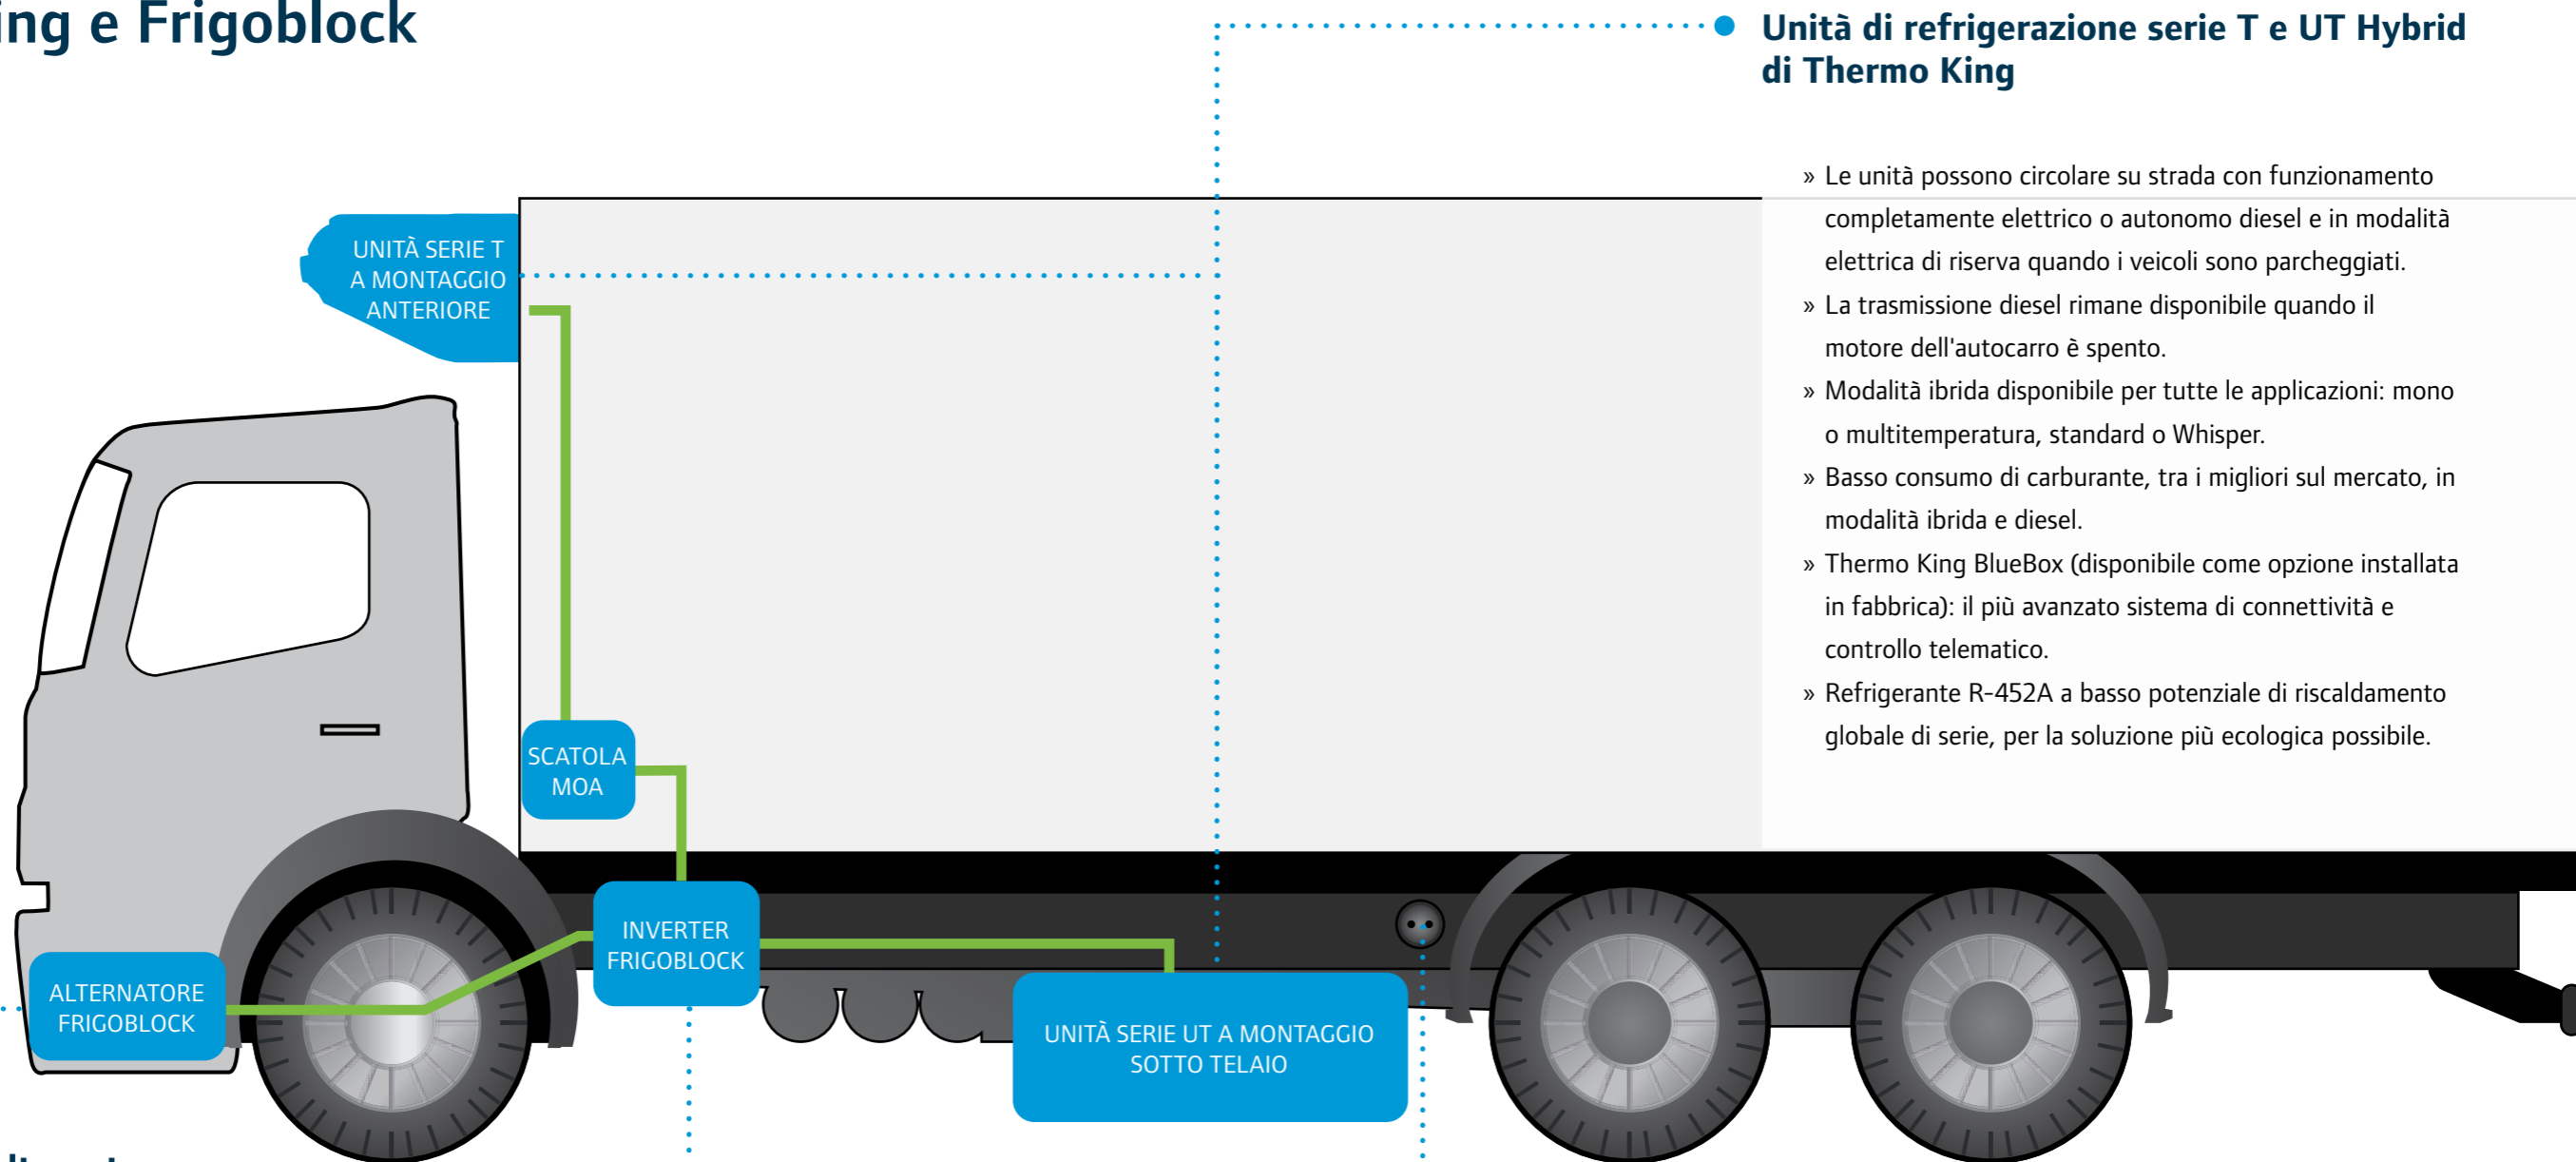 ing e Frigoblock
Unità di refrigerazione serie T e UT Hybrid
di Thermo King
» Le unità possono circolare su strada con funzionamento
completamente elettrico o autonomo diesel e in modalità
elettrica di riserva quando i veicoli sono parcheggiati.
» La trasmissione diesel rimane disponibile quando il
motore dell'autocarro è spento.
» Modalità ibrida disponibile per tutte le applicazioni: mono
o multitemperatura, standard o Whisper.
» Basso consumo di carburante, tra i migliori sul mercato, in
modalità ibrida e diesel.
» Thermo King BlueBox (disponibile come opzione installata
in fabbrica): il più avanzato sistema di connettività e
controllo telematico.
» Refrigerante R-452A a basso potenziale di riscaldamento
globale di serie, per la soluzione più ecologica possibile.
UNITÀ SERIE T
A MONTAGGIO
ANTERIORE
SCATOLA
MOA
INVERTER
FRIGOBLOCK
ALTERNATORE
FRIGOBLOCK
UNITÀ SERIE UT A MONTAGGIO
SOTTO TELAIO